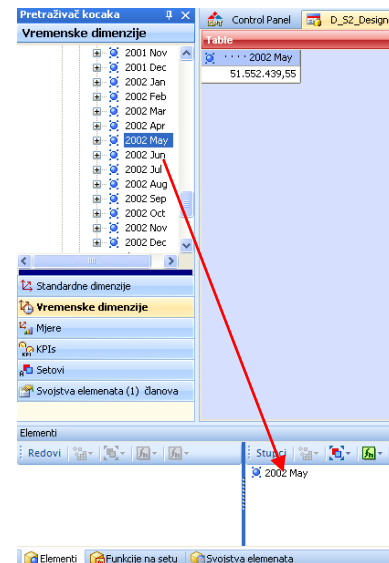 Pretraživač kocaka
Control Panel
D_S2_Design
Vremenske dimenzije
Table
2001 Nov
2001 Dec
2002 Jan
2002 Feb
2002 Mar
2002 Apr
2002 May
2002 Jun
2002 Jul
2002 Aug
2002 Sep
2002 Oct
2002 Nov
2002 Dec
···· 2002 May
51.552.439,55
Standardne dimenzije
Vremenske dimenzije
Mjere
KPIs
Setovi
Svojstva elemenata (1) članova
Elementi
Redovi
Stupci
2002 May
Elementi
Funkcije na setu
Svojstva elemenata